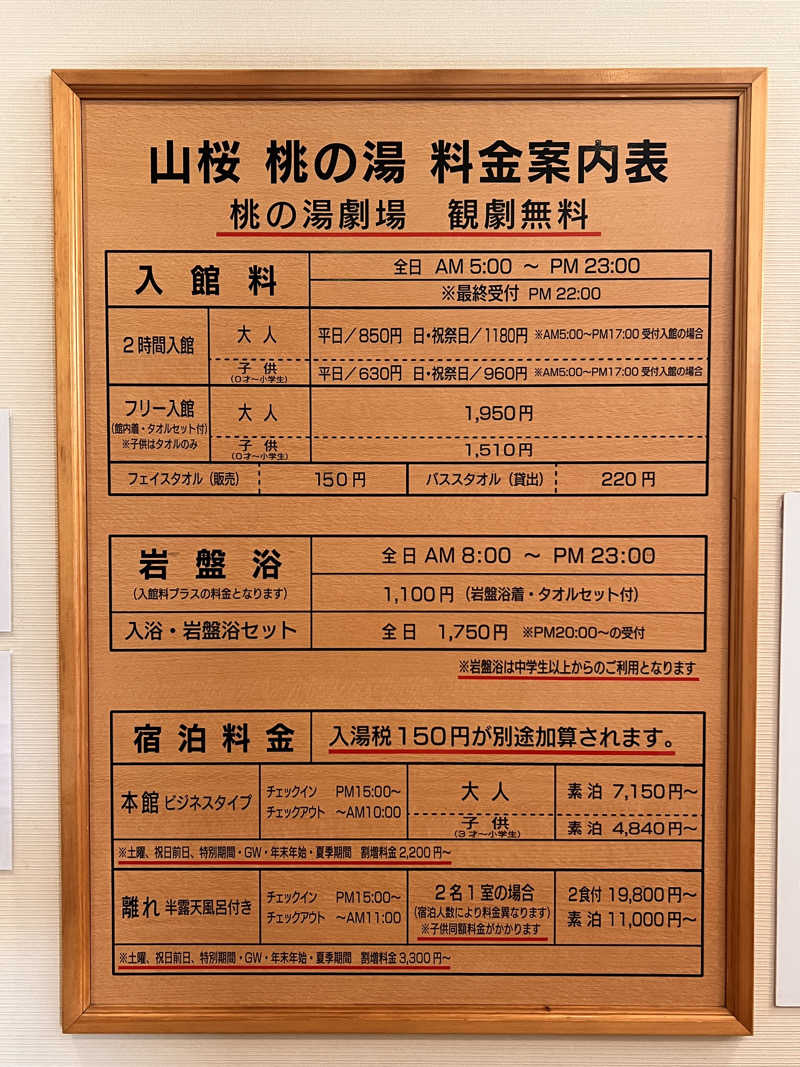 山桜 桃の湯 料金案内表
桃の湯劇場 観劇無料
入館料
全日 AM 5:00 ～ PM 23:00
※最終受付 PM 22:00
2時間入館
大人
平日／850円 日・祝祭日／1180円 ※AM5:00～PM17:00 受付入館の場合
子供
(0才～小学生)
平日／630円 日・祝祭日／960円 ※AM5:00～PM17:00 受付入館の場合
フリー入館
(館内着・タオルセット付)
※子供はタオルのみ
大人
1,950円
子供
(0才～小学生)
1,510円
フェイスタオル（販売） 150円 バスタオル（貸出） 220円
岩盤浴
(入館料プラスの料金となります)
全日 AM 8:00 ～ PM 23:00
1,100円（岩盤浴着・タオルセット付）
入浴・岩盤浴セット
全日 1,750円 ※PM20:00～の受付
※岩盤浴は中学生以上からのご利用となります
宿泊料金
入湯税150円が別途加算されます。
本館 ビジネスタイプ
チェックイン PM15:00～
チェックアウト ～AM10:00
大人
素泊 7,150円～
子供
(3才～小学生)
素泊 4,840円～
※土曜、祝日前日、特別期間・GW・年末年始・夏季期間 割増料金2,200円～
離れ 半露天風呂付き
チェックイン PM15:00～
チェックアウト ～AM11:00
2名1室の場合
(宿泊人数により料金異なります)
※子供同額料金がかかります
2食付 19,800円～
素泊 11,000円～
※土曜、祝日前日、特別期間・GW・年末年始・夏季期間 割増料金3,300円～